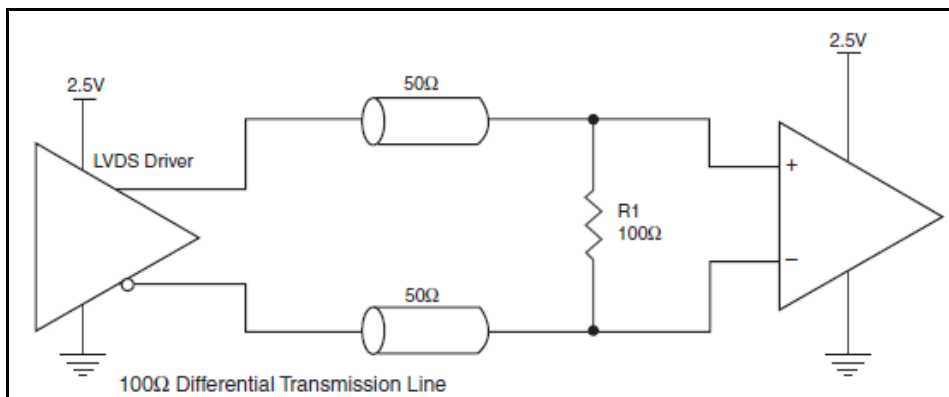 2.5V
2.5V
50Ω
LVDS Driver
+
R1
100Ω
–
50Ω
100Ω Differential Transmission Line